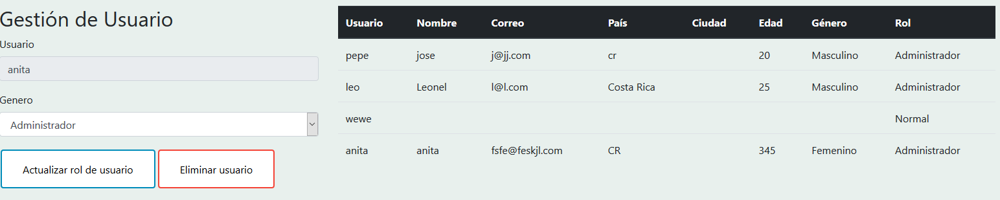 Gestión de Usuario
Usuario
anita
Genero
Administrador
Actualizar rol de usuario Eliminar usuario
Usuario Nombre Correo País Ciudad Edad Género Rol
pepe jose j@jj.com cr 20 Masculino Administrador
leo Leonel l@l.com Costa Rica 25 Masculino Administrador
wewe Normal
anita anita fsfe@feskjl.com CR 345 Femenino Administrador